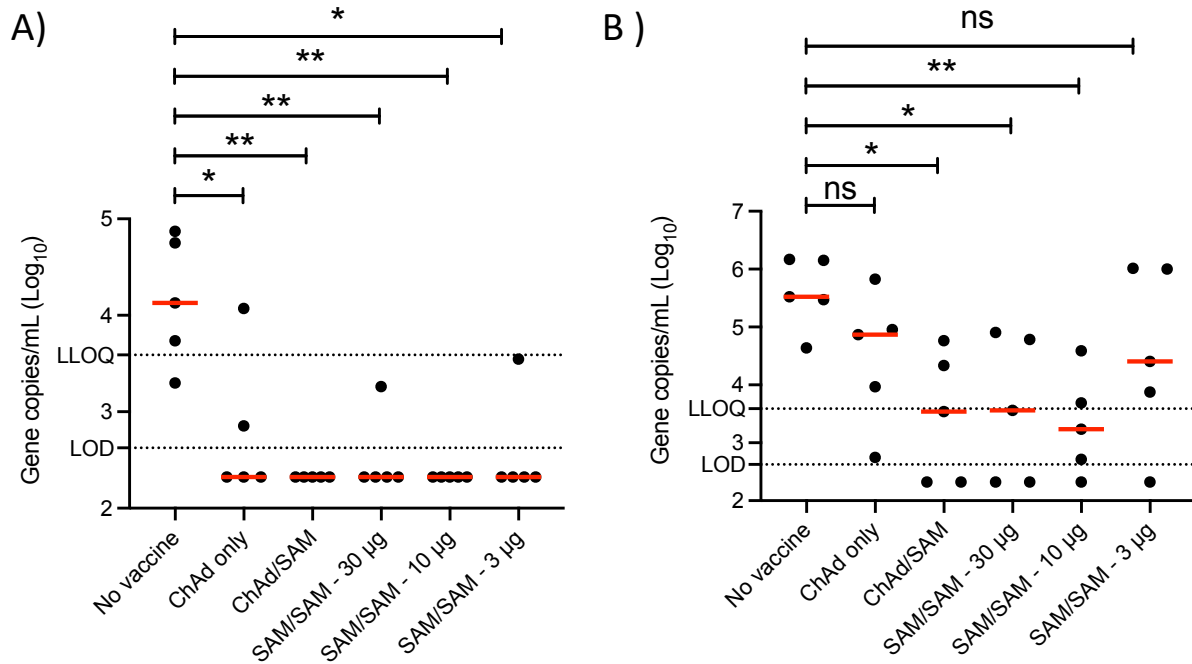 A)
*
**
**
**
*
Gene copies/mL (Log10)
5
4
LLOQ
3
LOD
2
No vaccine
ChAd only
ChAd/SAM
SAM/SAM - 30 µg
SAM/SAM - 10 µg
SAM/SAM - 3 µg
B )
ns
**
*
*
ns
Gene copies/mL (Log10)
7
6
5
4
LLOQ
3
LOD
2
No vaccine
ChAd only
ChAd/SAM
SAM/SAM - 30 µg
SAM/SAM - 10 µg
SAM/SAM - 3 µg